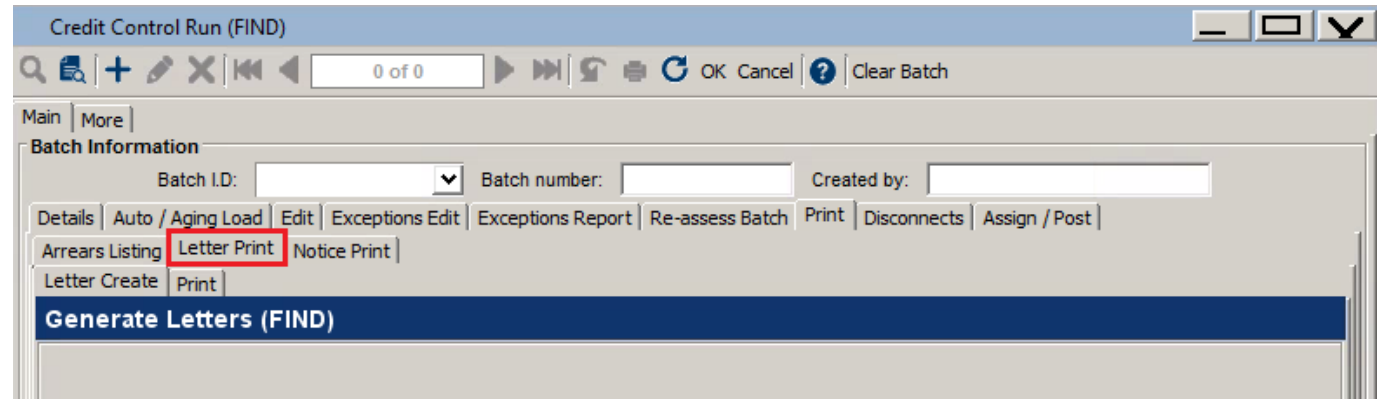 Credit Control Run (FIND)
0 of 0 OK Cancel ? Clear Batch
Main More
Batch Information
Batch I.D: Batch number: Created by:
Details Auto / Aging Load Edit Exceptions Edit Exceptions Report Re-assess Batch Print Disconnects Assign / Post
Arrears Listing Letter Print Notice Print
Letter Create Print
Generate Letters (FIND)